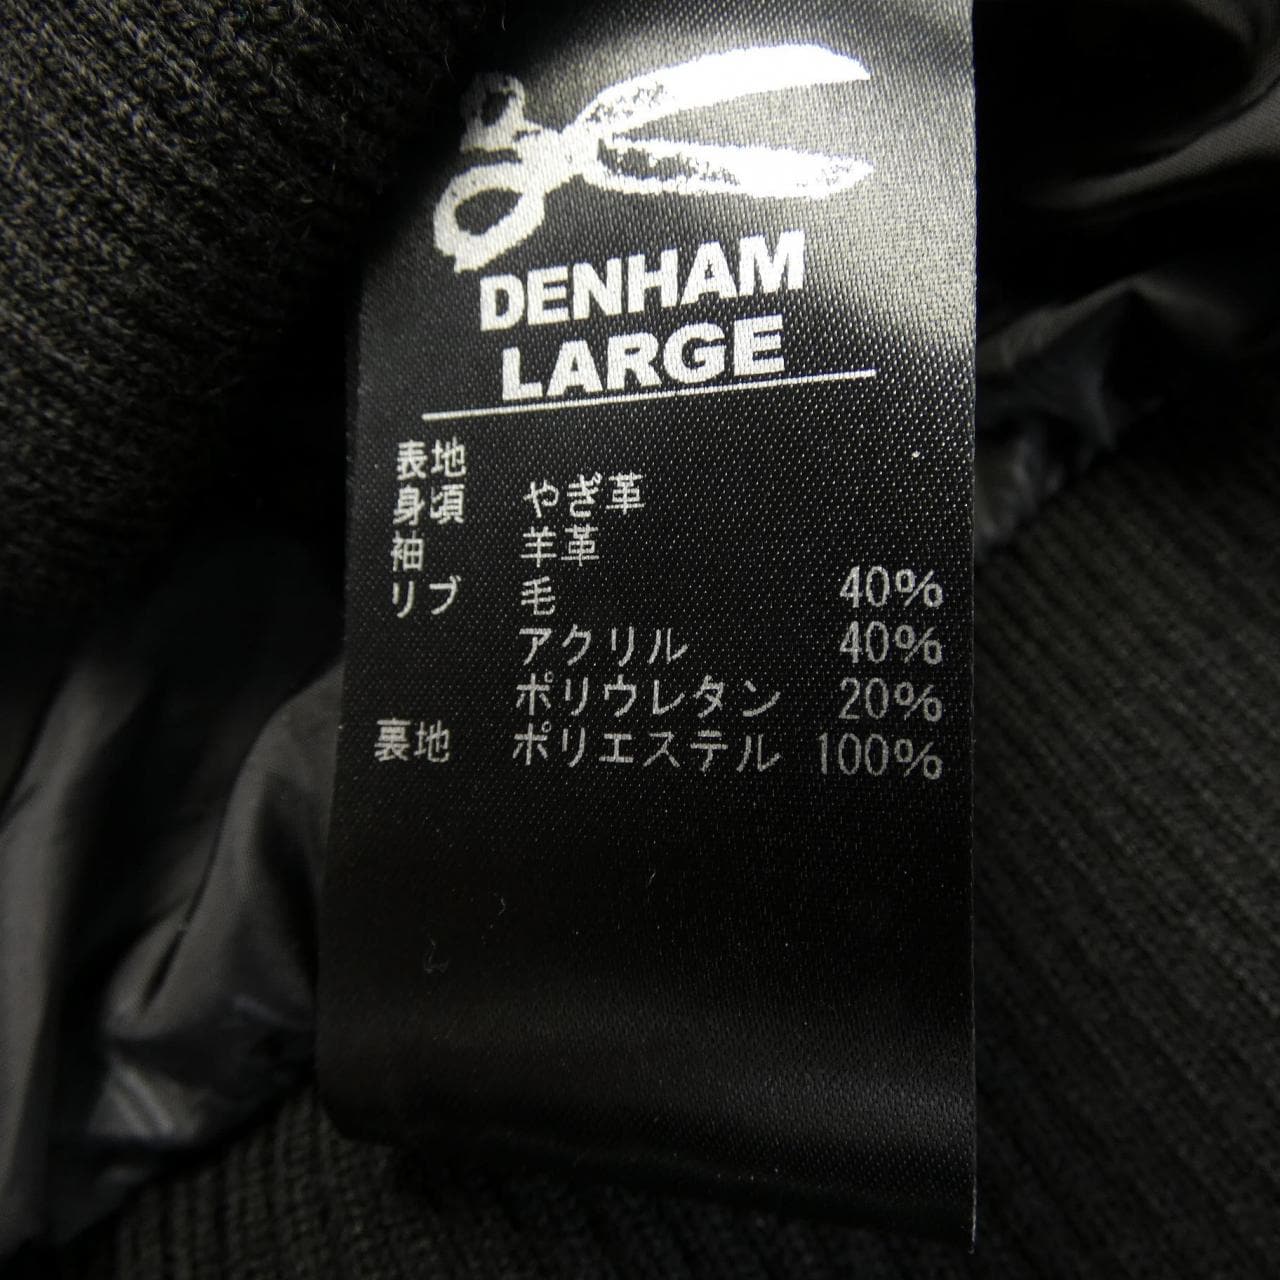 DENHAM
LARGE
表地
身頃 やぎ革
袖 羊革
リブ 毛 40%
アクリル 40%
ポリウレタン 20%
裏地 ポリエステル 100%